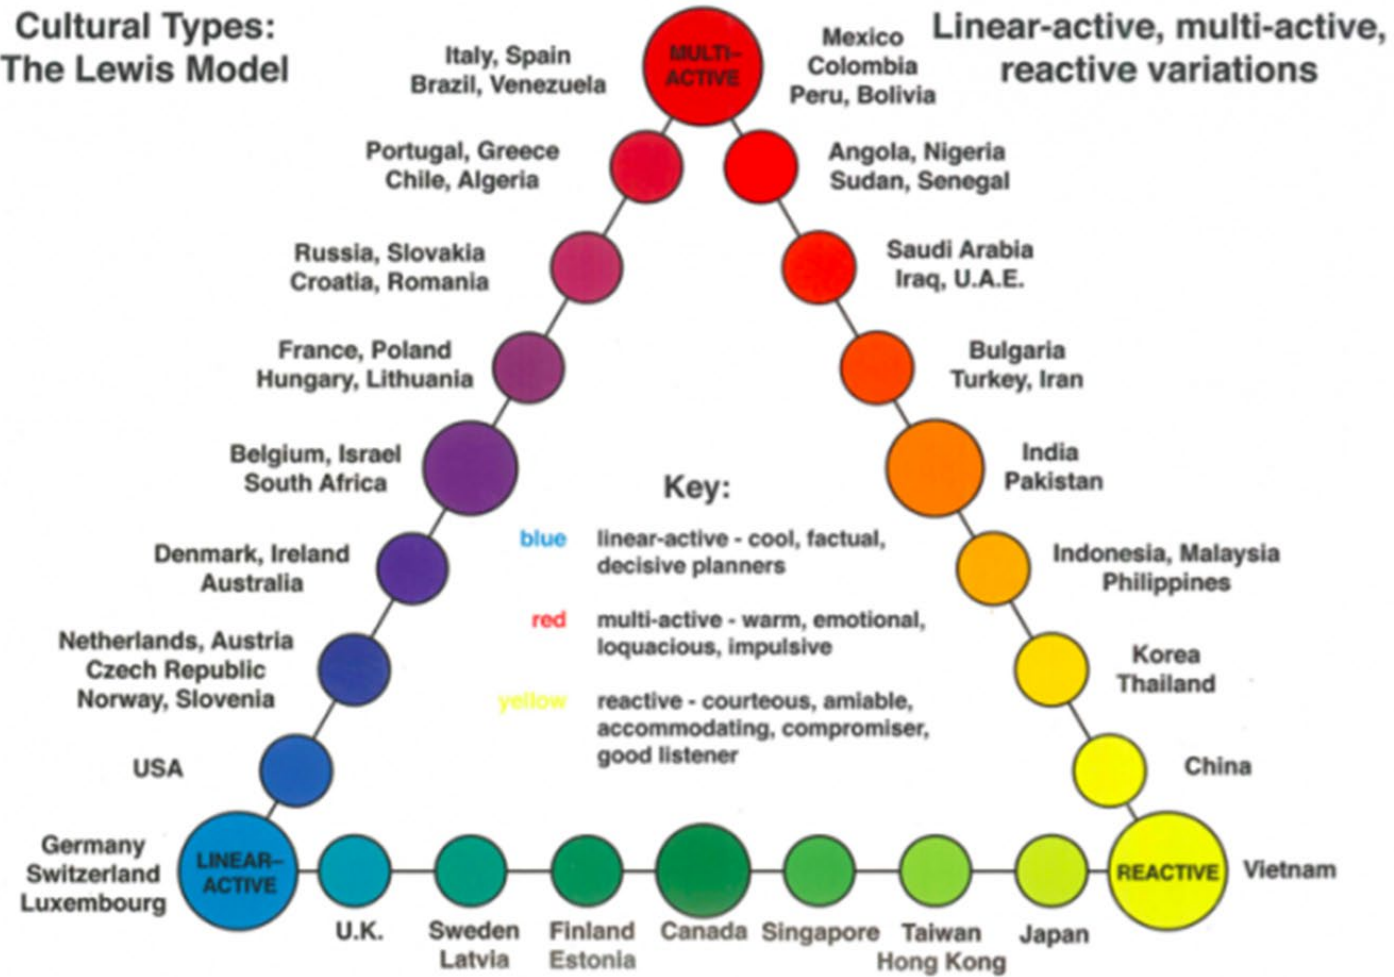 Cultural Types:
The Lewis Model
Linear-active, multi-active,
reactive variations
MULTI-
ACTIVE
Italy, Spain
Brazil, Venezuela
Mexico
Colombia
Peru, Bolivia
Portugal, Greece
Chile, Algeria
Angola, Nigeria
Sudan, Senegal
Russia, Slovakia
Croatia, Romania
Saudi Arabia
Iraq, U.A.E.
France, Poland
Hungary, Lithuania
Bulgaria
Turkey, Iran
Belgium, Israel
South Africa
India
Pakistan
Denmark, Ireland
Australia
Indonesia, Malaysia
Philippines
Netherlands, Austria
Czech Republic
Norway, Slovenia
Korea
Thailand
USA
China
Key:
blue linear-active - cool, factual,
decisive planners
red multi-active - warm, emotional,
loquacious, impulsive
yellow reactive - courteous, amiable,
accommodating, compromiser,
good listener
Germany
Switzerland
Luxembourg
LINEAR-
ACTIVE
REACTIVE
Vietnam
U.K.
Sweden
Latvia
Finland
Estonia
Canada
Singapore
Taiwan
Hong Kong
Japan